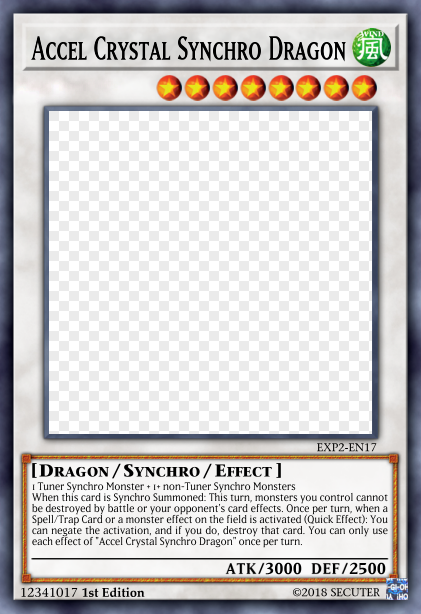 ACCEL CRYSTAL SYNCHRO DRAGON
WIND
風
EXP2-EN17
[DRAGON / SYNCHRO / EFFECT ]
1 Tuner Synchro Monster + 1+ non-Tuner Synchro Monsters
When this card is Synchro Summoned: This turn, monsters you control cannot
be destroyed by battle or your opponent's card effects. Once per turn, when a
Spell/Trap Card or a monster effect on the field is activated (Quick Effect): You
can negate the activation, and if you do, destroy that card. You can only use
each effect of "Accel Crystal Synchro Dragon" once per turn.
ATK/3000 DEF/2500
12341017 1st Edition
©2018 SECUTER